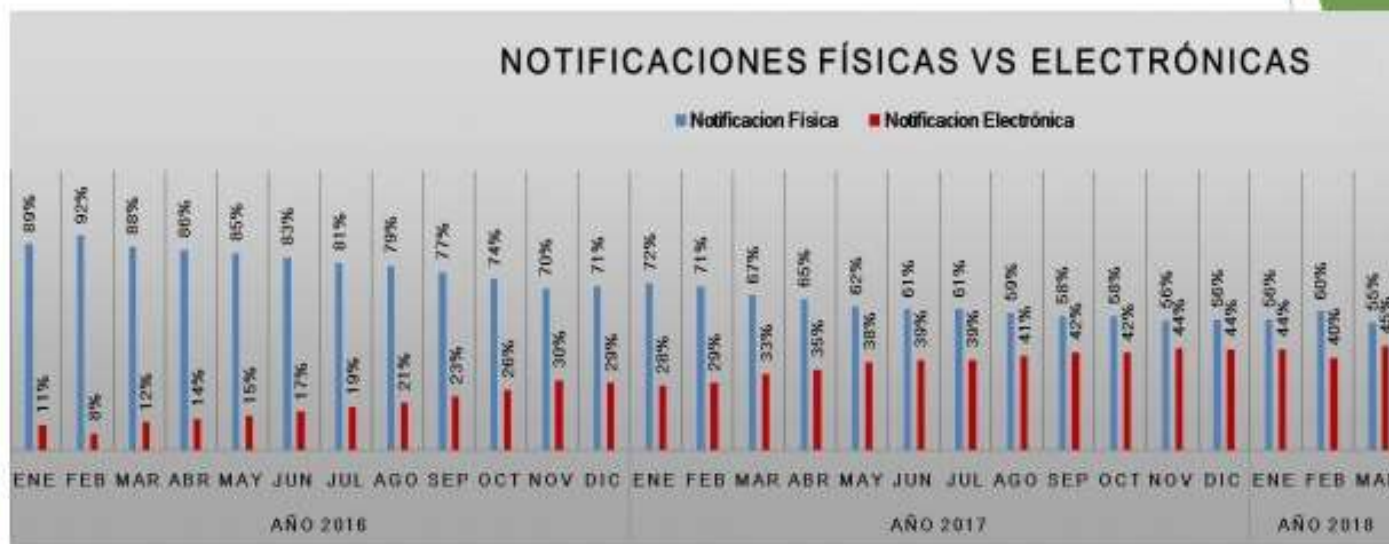 NOTIFICACIONES FÍSICAS VS ELECTRÓNICAS
Notificacion Física Notificacion Electrónica
89% 92% 88% 86% 85% 83% 81% 79% 77% 74% 70% 71% 72% 71% 67% 65% 62% 61% 61% 59% 58% 58% 56% 56% 56% 60% 55%
11% 8% 12% 14% 15% 17% 19% 21% 23% 26% 30% 29% 28% 29% 33% 35% 38% 39% 39% 41% 42% 42% 44% 44% 44% 40% 45%
ENE FEB MAR ABR MAY JUN JUL AGO SEP OCT NOV DIC ENE FEB MAR ABR MAY JUN JUL AGO SEP OCT NOV DIC ENE FEB MAR
AÑO 2016 AÑO 2017 AÑO 2018